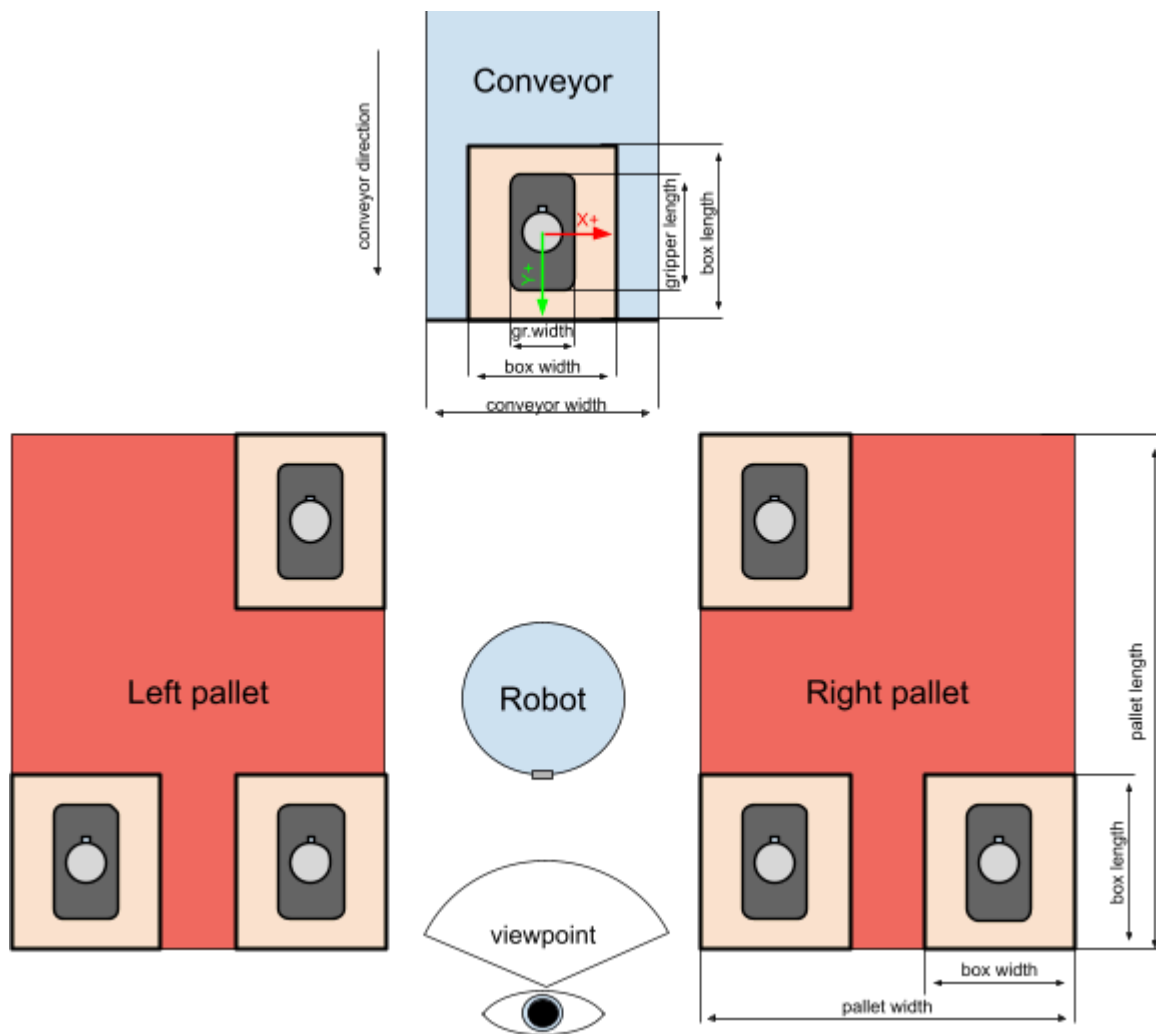 Conveyor
conveyor direction
X+
Y+
gripper length
box length
gr.width
box width
conveyor width
Left pallet
Robot
Right pallet
pallet length
box length
viewpoint
box width
pallet width